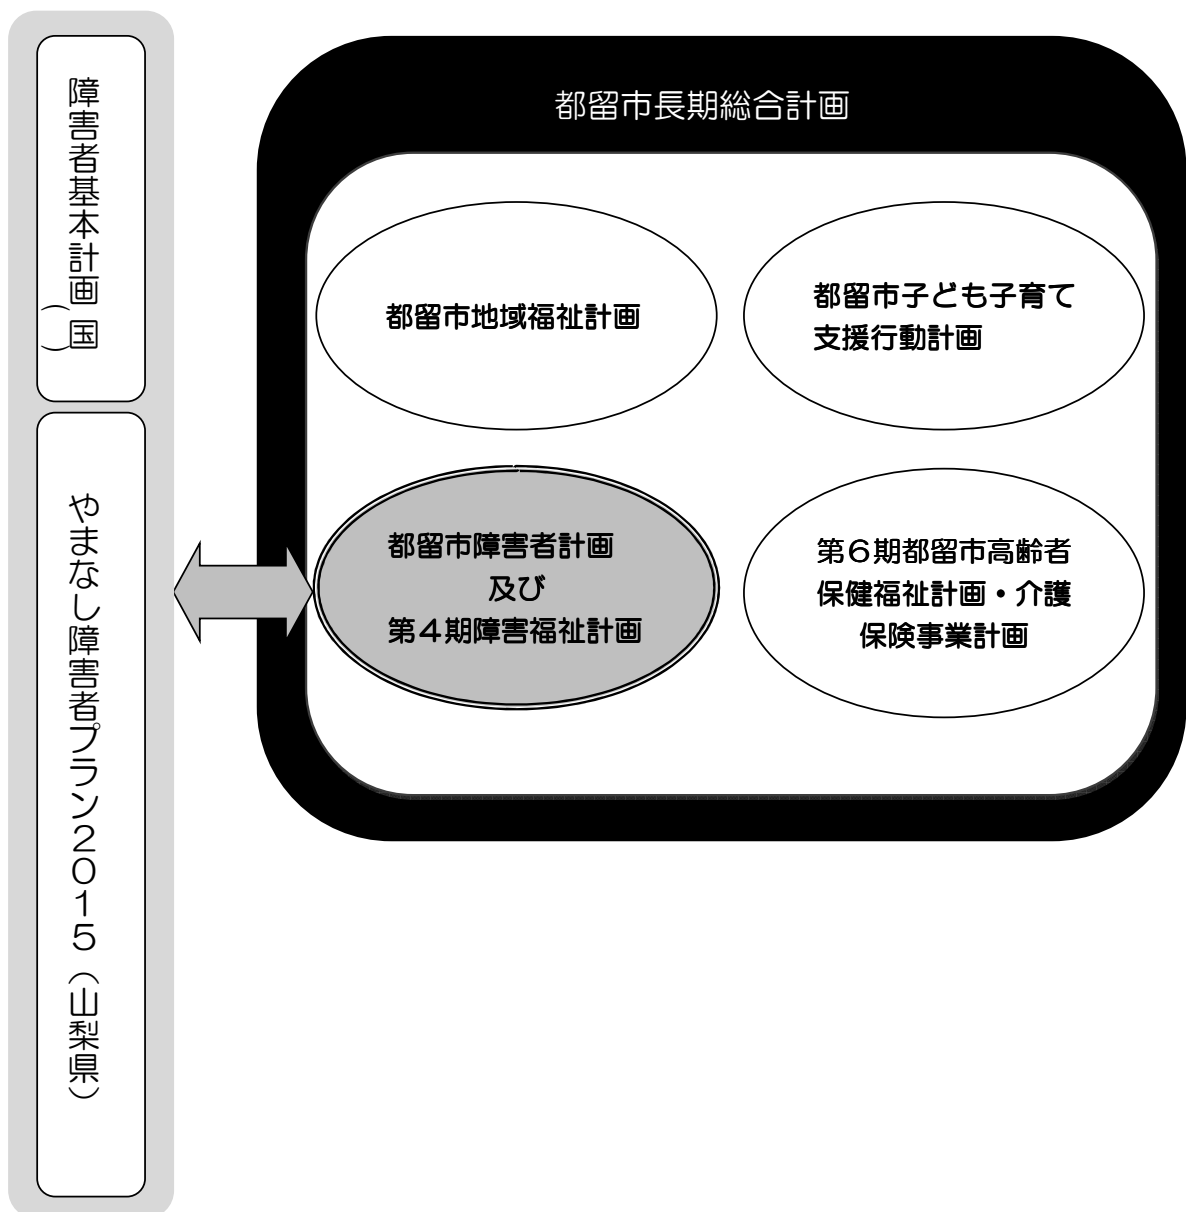 障害者基本計画（国）
やまなし障害者プラン２０１５（山梨県）
都留市長期総合計画
都留市地域福祉計画
都留市子ども子育て
支援行動計画
都留市障害者計画
及び
第４期障害福祉計画
第６期都留市高齢者
保健福祉計画・介護
保険事業計画